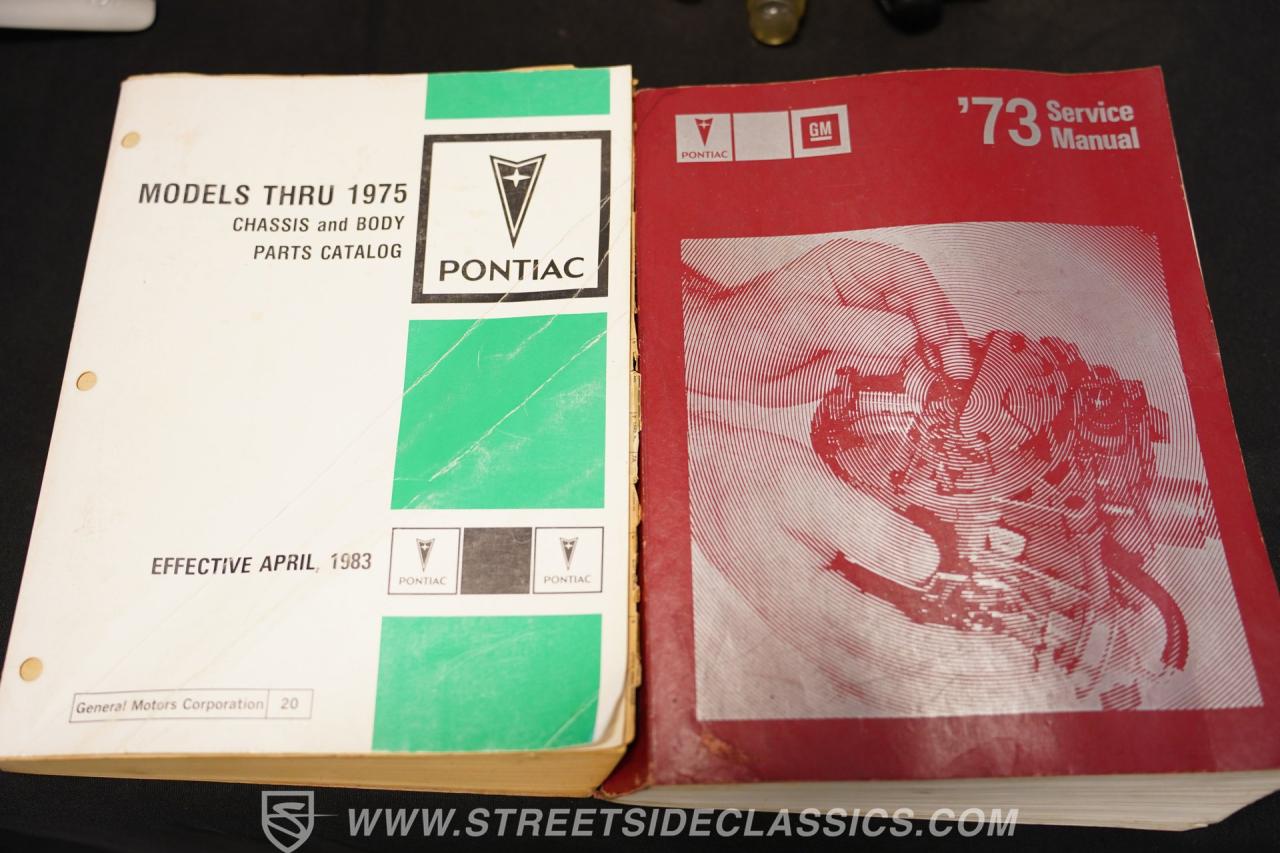 MODELS THRU 1975
CHASSIS and BODY
PARTS CATALOG
PONTIAC
EFFECTIVE APRIL, 1983
PONTIAC
PONTIAC
General Motors Corporation 20
PONTIAC
GM
'73 Service
Manual
WWW.STREETSIDECLASSICS.COM